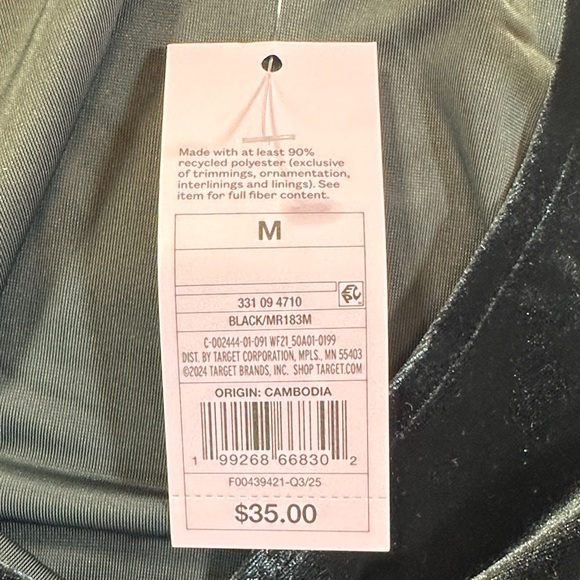 Made with at least 90%
recycled polyester (exclusive
of trimmings, ornamentation,
interlinings and linings). See
item for full fiber content.
M
331 09 4710
BLACK/MR183M
C-002444-01-091 WF21_50A01-0199
DIST. BY TARGET CORPORATION, MPLS., MN 55403
©2024 TARGET BRANDS, INC. SHOP TARGET.COM
ORIGIN: CAMBODIA
1 99268 66830 2
F00439421-Q3/25
$35.00